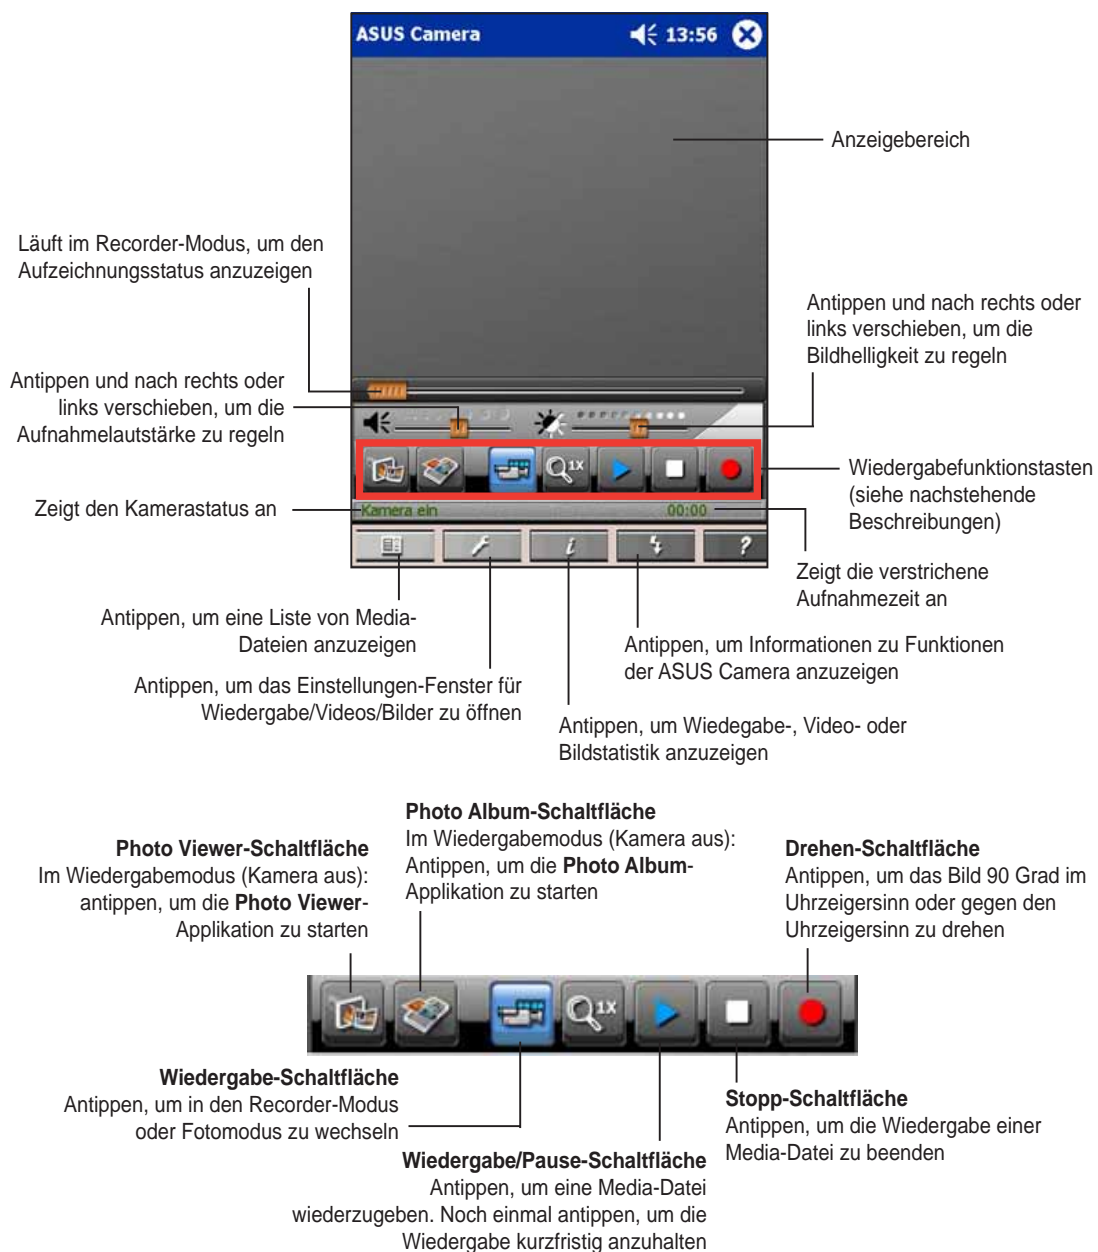 ASUS Camera 13:56
Anzeigebereich
Läuft im Recorder-Modus, um den
Aufzeichnungsstatus anzuzeigen
Antippen und nach rechts oder
links verschieben, um die
Bildhelligkeit zu regeln
Antippen und nach rechts oder
links verschieben, um die
Aufnahmelautstärke zu regeln
1X
Wiedergabefunktionstasten
(siehe nachstehende
Beschreibungen)
Zeigt den Kamerastatus an
Kamera ein 00:00
i ?
Zeigt die verstrichene
Aufnahmezeit an
Antippen, um eine Liste von Media-
Dateien anzuzeigen
Antippen, um Informationen zu Funktionen
der ASUS Camera anzuzeigen
Antippen, um das Einstellungen-Fenster für
Wiedergabe/Videos/Bilder zu öffnen
Antippen, um Wiedegabe-, Video- oder
Bildstatistik anzuzeigen
Photo Album-Schaltfläche
Im Wiedergabemodus (Kamera aus):
Antippen, um die Photo Album-
Applikation zu starten
Photo Viewer-Schaltfläche
Im Wiedergabemodus (Kamera aus):
antippen, um die Photo Viewer-
Applikation zu starten
Drehen-Schaltfläche
Antippen, um das Bild 90 Grad im
Uhrzeigersinn oder gegen den
Uhrzeigersinn zu drehen
1X
Wiedergabe-Schaltfläche
Antippen, um in den Recorder-Modus
oder Fotomodus zu wechseln
Stopp-Schaltfläche
Antippen, um die Wiedergabe einer
Media-Datei zu beenden
Wiedergabe/Pause-Schaltfläche
Antippen, um eine Media-Datei
wiederzugeben. Noch einmal antippen, um die
Wiedergabe kurzfristig anzuhalten